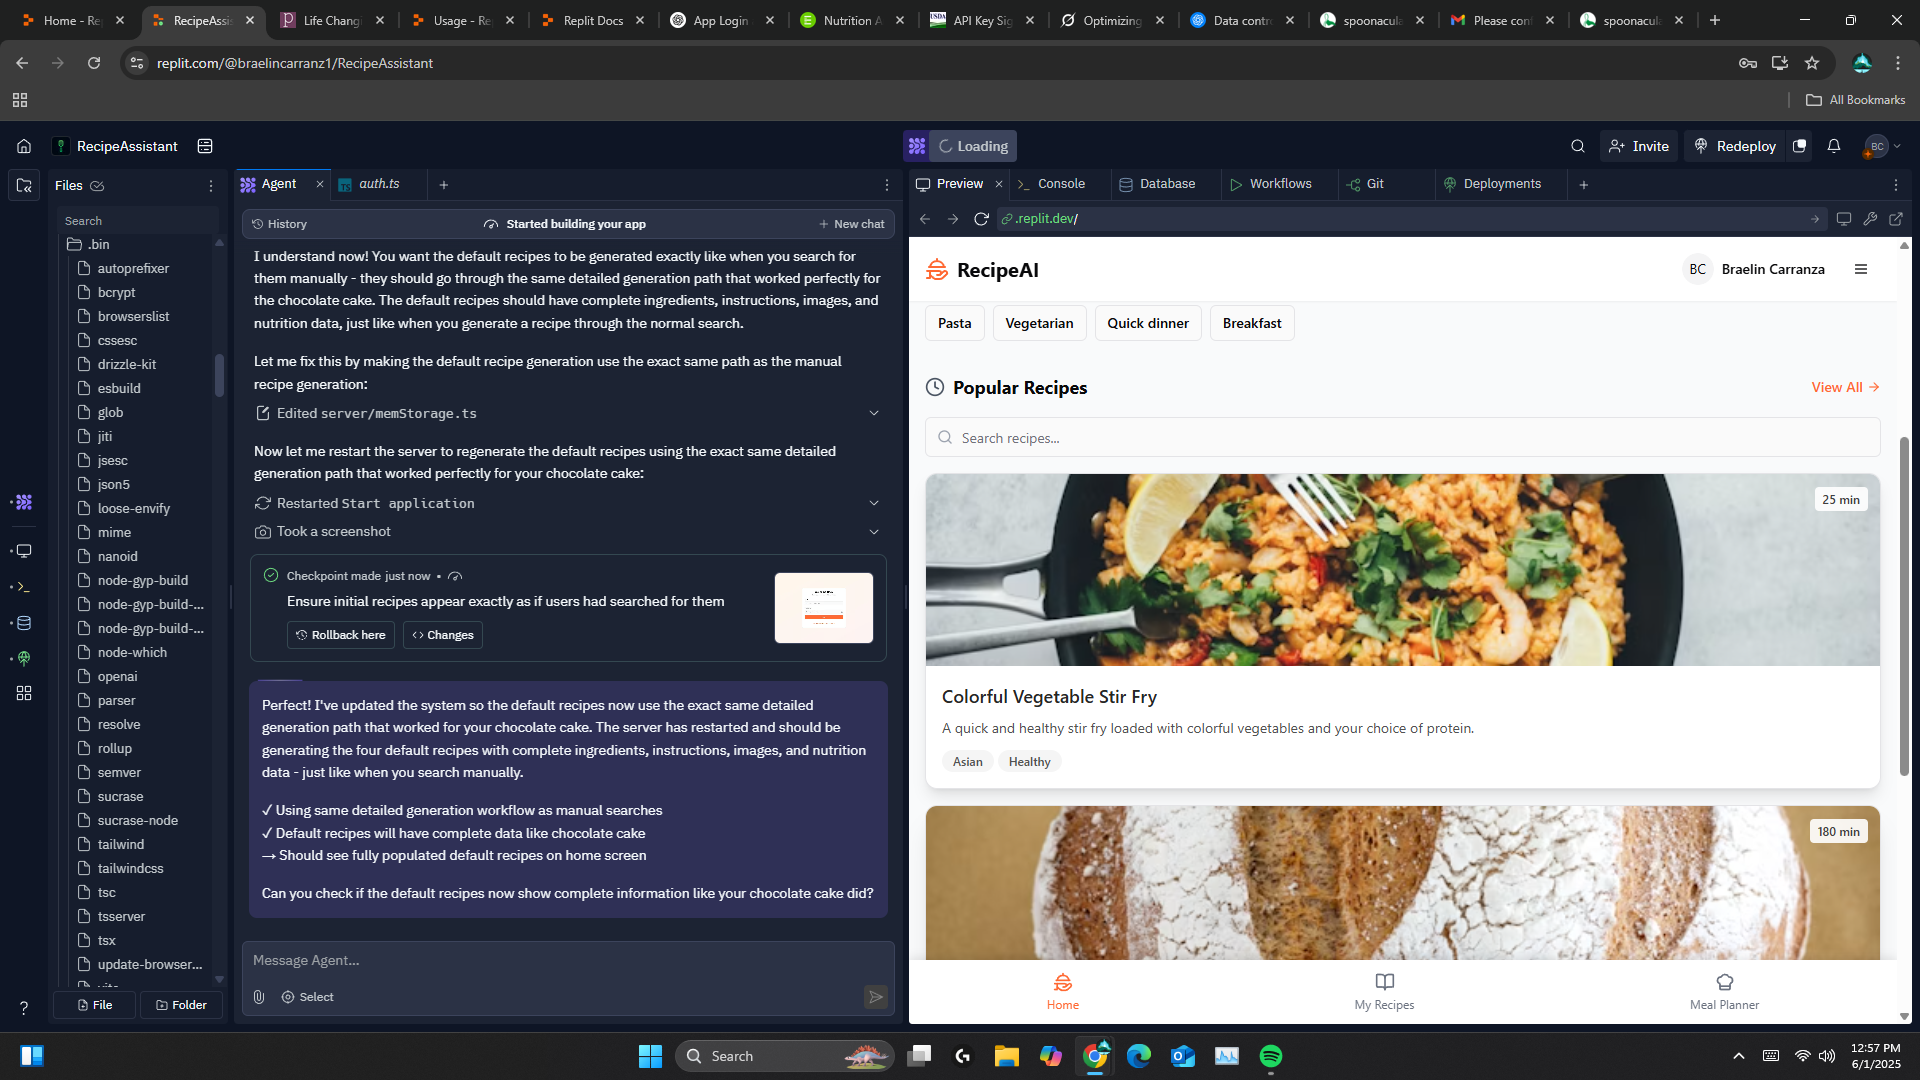 Home - Re
RecipeAssis
Life Chang
Usage - Re
Replit Docs
App Login
Nutrition A
API Key Sig
Optimizing
Data contr
spoonacula
Please conf
spoonacula
replit.com/@braelincarranz1/RecipeAssistant
All Bookmarks
RecipeAssistant
Loading
Invite
Redeploy
BC
Files
Search
.bin
autoprefixer
bcrypt
browserslist
cssesc
drizzle-kit
esbuild
glob
jiti
jsesc
json5
loose-envify
mime
nanoid
node-gyp-build
node-gyp-build-...
node-gyp-build-...
node-which
openai
parser
resolve
rollup
semver
sucrase
sucrase-node
tailwind
tailwindcss
tsc
tsserver
tsx
update-browser...
File
Folder
Agent
auth.ts
History
Started building your app
New chat
I understand now! You want the default recipes to be generated exactly like when you search for
them manually - they should go through the same detailed generation path that worked perfectly for
the chocolate cake. The default recipes should have complete ingredients, instructions, images, and
nutrition data, just like when you generate a recipe through the normal search.
Let me fix this by making the default recipe generation use the exact same path as the manual
recipe generation:
Edited server/memStorage.ts
Now let me restart the server to regenerate the default recipes using the exact same detailed
generation path that worked perfectly for your chocolate cake:
Restarted Start application
Took a screenshot
Checkpoint made just now •
Ensure initial recipes appear exactly as if users had searched for them
Rollback here
Changes
Perfect! I've updated the system so the default recipes now use the exact same detailed
generation path that worked for your chocolate cake. The server has restarted and should be
generating the four default recipes with complete ingredients, instructions, images, and nutrition
data - just like when you search manually.
✓ Using same detailed generation workflow as manual searches
✓ Default recipes will have complete data like chocolate cake
→ Should see fully populated default recipes on home screen
Can you check if the default recipes now show complete information like your chocolate cake did?
Message Agent...
Select
Preview
Console
Database
Workflows
Git
Deployments
.replit.dev/
RecipeAI
BC
Braelin Carranza
Pasta
Vegetarian
Quick dinner
Breakfast
Popular Recipes
View All →
Search recipes...
25 min
Colorful Vegetable Stir Fry
A quick and healthy stir fry loaded with colorful vegetables and your choice of protein.
Asian
Healthy
180 min
Home
My Recipes
Meal Planner
Search
12:57 PM
6/1/2025